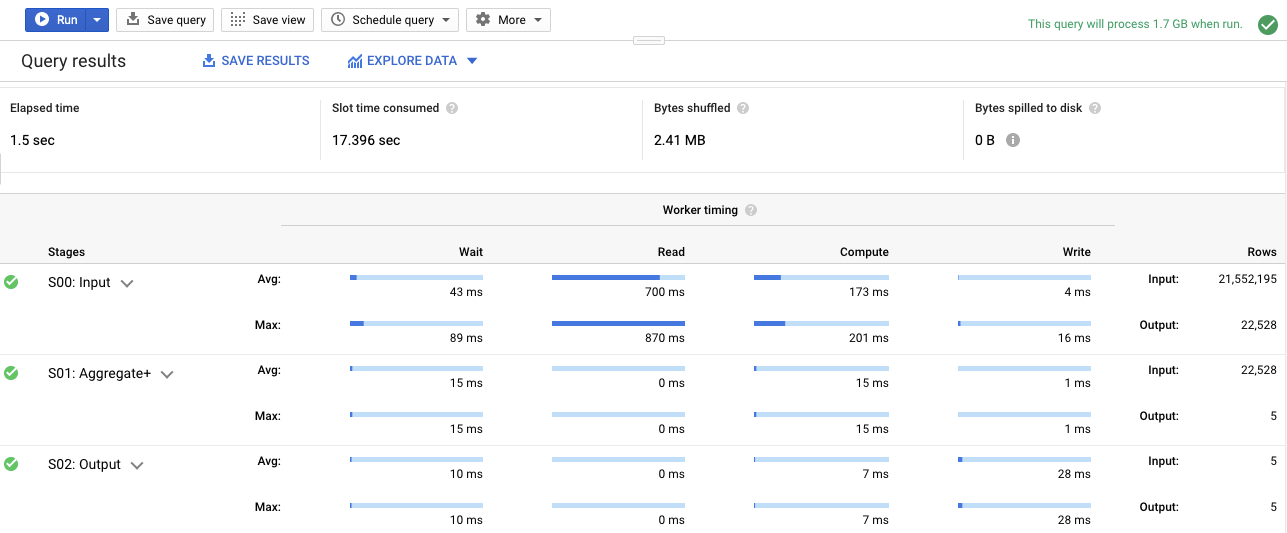 Run Save query Save view Schedule query More This query will process 1.7 GB when run.
Query results SAVE RESULTS EXPLORE DATA
Elapsed time Slot time consumed ? Bytes shuffled ? Bytes spilled to disk ?
1.5 sec 17.396 sec 2.41 MB 0 B i
Worker timing ?
Stages Wait Read Compute Write Rows
S00: Input Avg: 43 ms 700 ms 173 ms 4 ms Input: 21,552,195
Max: 89 ms 870 ms 201 ms 16 ms Output: 22,528
S01: Aggregate+ Avg: 15 ms 0 ms 15 ms 1 ms Input: 22,528
Max: 15 ms 0 ms 15 ms 1 ms Output: 5
S02: Output Avg: 10 ms 0 ms 7 ms 28 ms Input: 5
Max: 10 ms 0 ms 7 ms 28 ms Output: 5